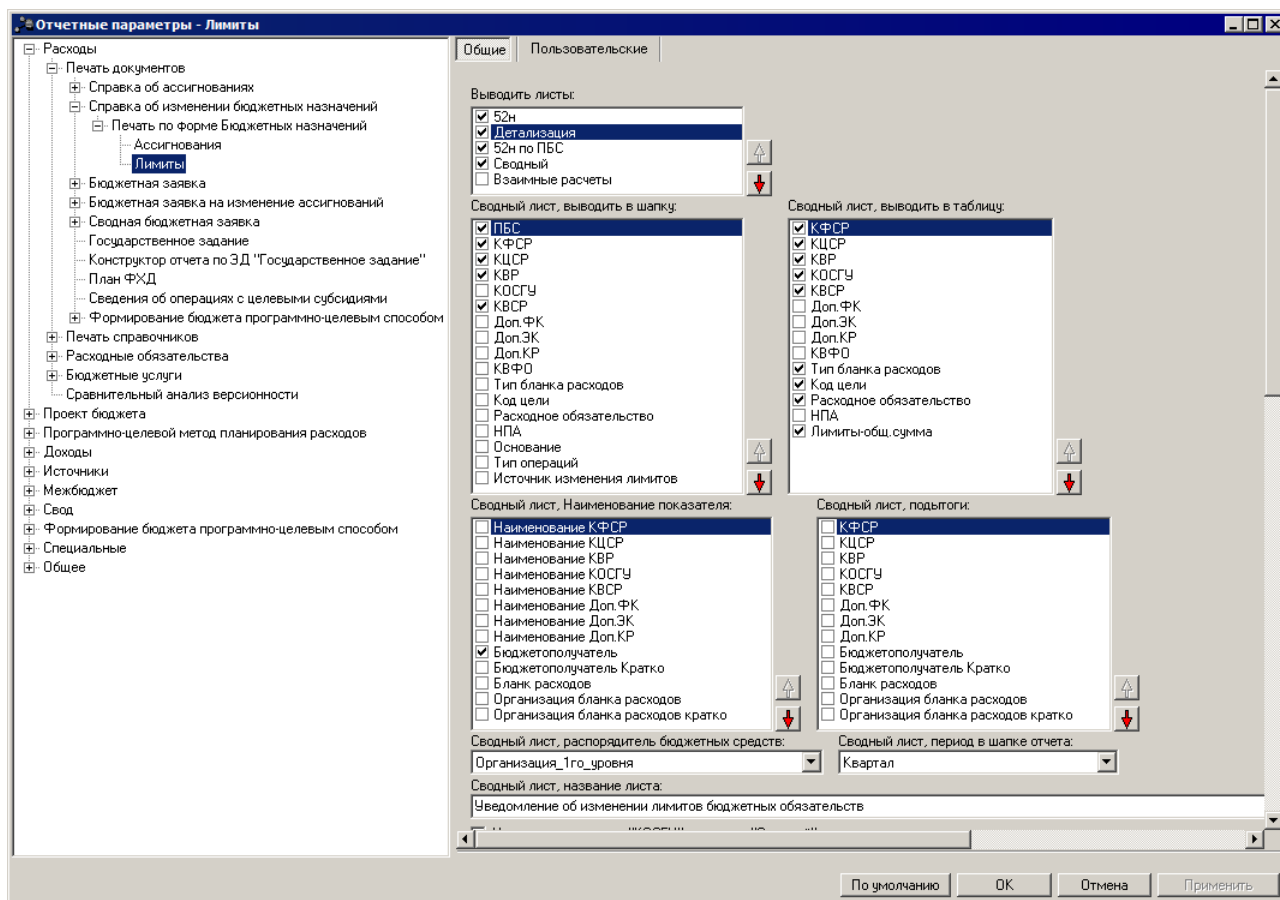 Отчетные параметры - Лимиты
Расходы
Печать документов
Справка об ассигнованиях
Справка об изменении бюджетных назначений
Печать по форме Бюджетных назначений
Ассигнования
Лимиты
Бюджетная заявка
Бюджетная заявка на изменение ассигнований
Сводная бюджетная заявка
Государственное задание
Конструктор отчета по ЭД "Государственное задание"
План ФХД
Сведения об операциях с целевыми субсидиями
Формирование бюджета программно-целевым способом
Печать справочников
Расходные обязательства
Бюджетные услуги
Сравнительный анализ версионности
Проект бюджета
Программно-целевой метод планирования расходов
Доходы
Источники
Межбюджет
Свод
Формирование бюджета программно-целевым способом
Специальные
Общее
Общие
Пользовательские
Выводить листы:
52н
Детализация
52н по ПБС
Сводный
Взаимные расчеты
Сводный лист, выводить в шапку:
ПБС
КФСР
КЦСР
КВР
КОСГУ
КВСР
Доп.ФК
Доп.ЭК
Доп.КР
КВФО
Тип бланка расходов
Код цели
Расходное обязательство
НПА
Основание
Тип операций
Источник изменения лимитов
Сводный лист, выводить в таблицу:
КФСР
КЦСР
КВР
КОСГУ
КВСР
Доп.ФК
Доп.ЭК
Доп.КР
КВФО
Тип бланка расходов
Код цели
Расходное обязательство
НПА
Лимиты-общ.сумма
Сводный лист, Наименование показателя:
Наименование КФСР
Наименование КЦСР
Наименование КВР
Наименование КОСГУ
Наименование КВСР
Наименование Доп.ФК
Наименование Доп.ЭК
Наименование Доп.КР
Бюджетополучатель
Бюджетополучатель Кратко
Бланк расходов
Организация бланка расходов
Организация бланка расходов кратко
Сводный лист, подытоги:
КФСР
КЦСР
КВР
КОСГУ
КВСР
Доп.ФК
Доп.ЭК
Доп.КР
Бюджетополучатель
Бюджетополучатель Кратко
Бланк расходов
Организация бланка расходов
Организация бланка расходов кратко
Сводный лист, распорядитель бюджетных средств:
Организация_1го_уровня
Сводный лист, период в шапке отчета:
Квартал
Сводный лист, название листа:
Уведомление об изменении лимитов бюджетных обязательств
По умолчанию
OK
Отмена
Применить